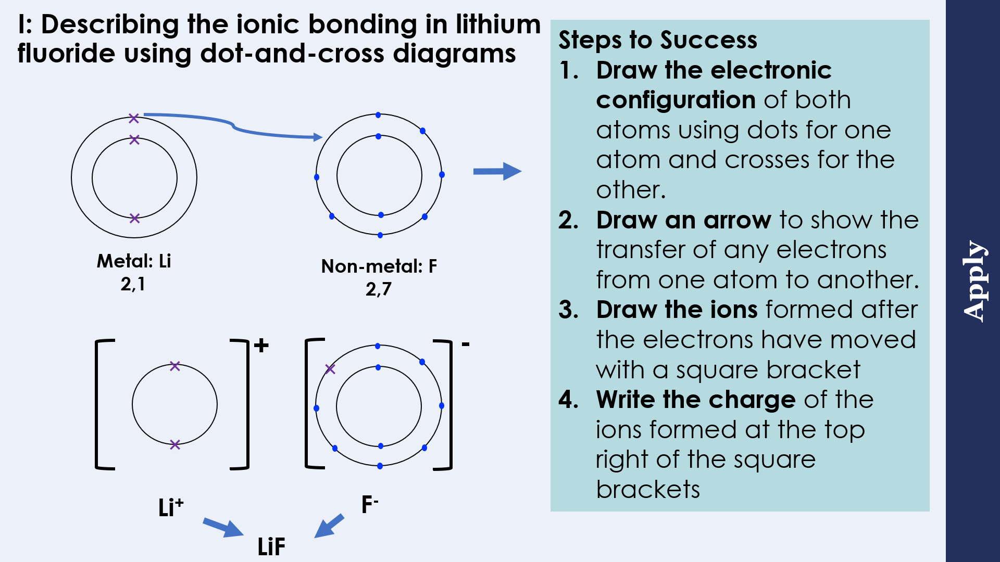 I: Describing the ionic bonding in lithium
fluoride using dot-and-cross diagrams
Metal: Li
2,1
Non-metal: F
2,7
+
-
Li⁺
F⁻
LiF
Steps to Success
1. Draw the electronic
configuration of both
atoms using dots for one
atom and crosses for the
other.
2. Draw an arrow to show the
transfer of any electrons
from one atom to another.
3. Draw the ions formed after
the electrons have moved
with a square bracket
4. Write the charge of the
ions formed at the top
right of the square
brackets
Apply